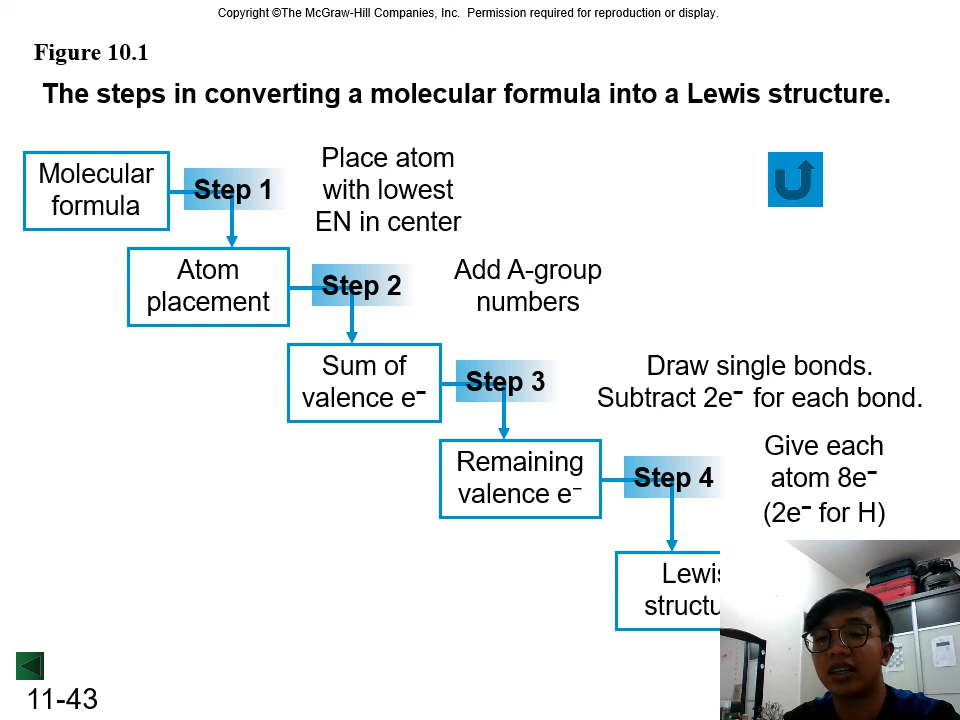 Copyright ©The McGraw-Hill Companies, Inc. Permission required for reproduction or display.
Figure 10.1
The steps in converting a molecular formula into a Lewis structure.
Molecular
formula
Step 1
Place atom
with lowest
EN in center
Atom
placement
Step 2
Add A-group
numbers
Sum of
valence e⁻
Step 3
Draw single bonds.
Subtract 2e⁻ for each bond.
Remaining
valence e⁻
Step 4
Give each
atom 8e⁻
(2e⁻ for H)
11-43